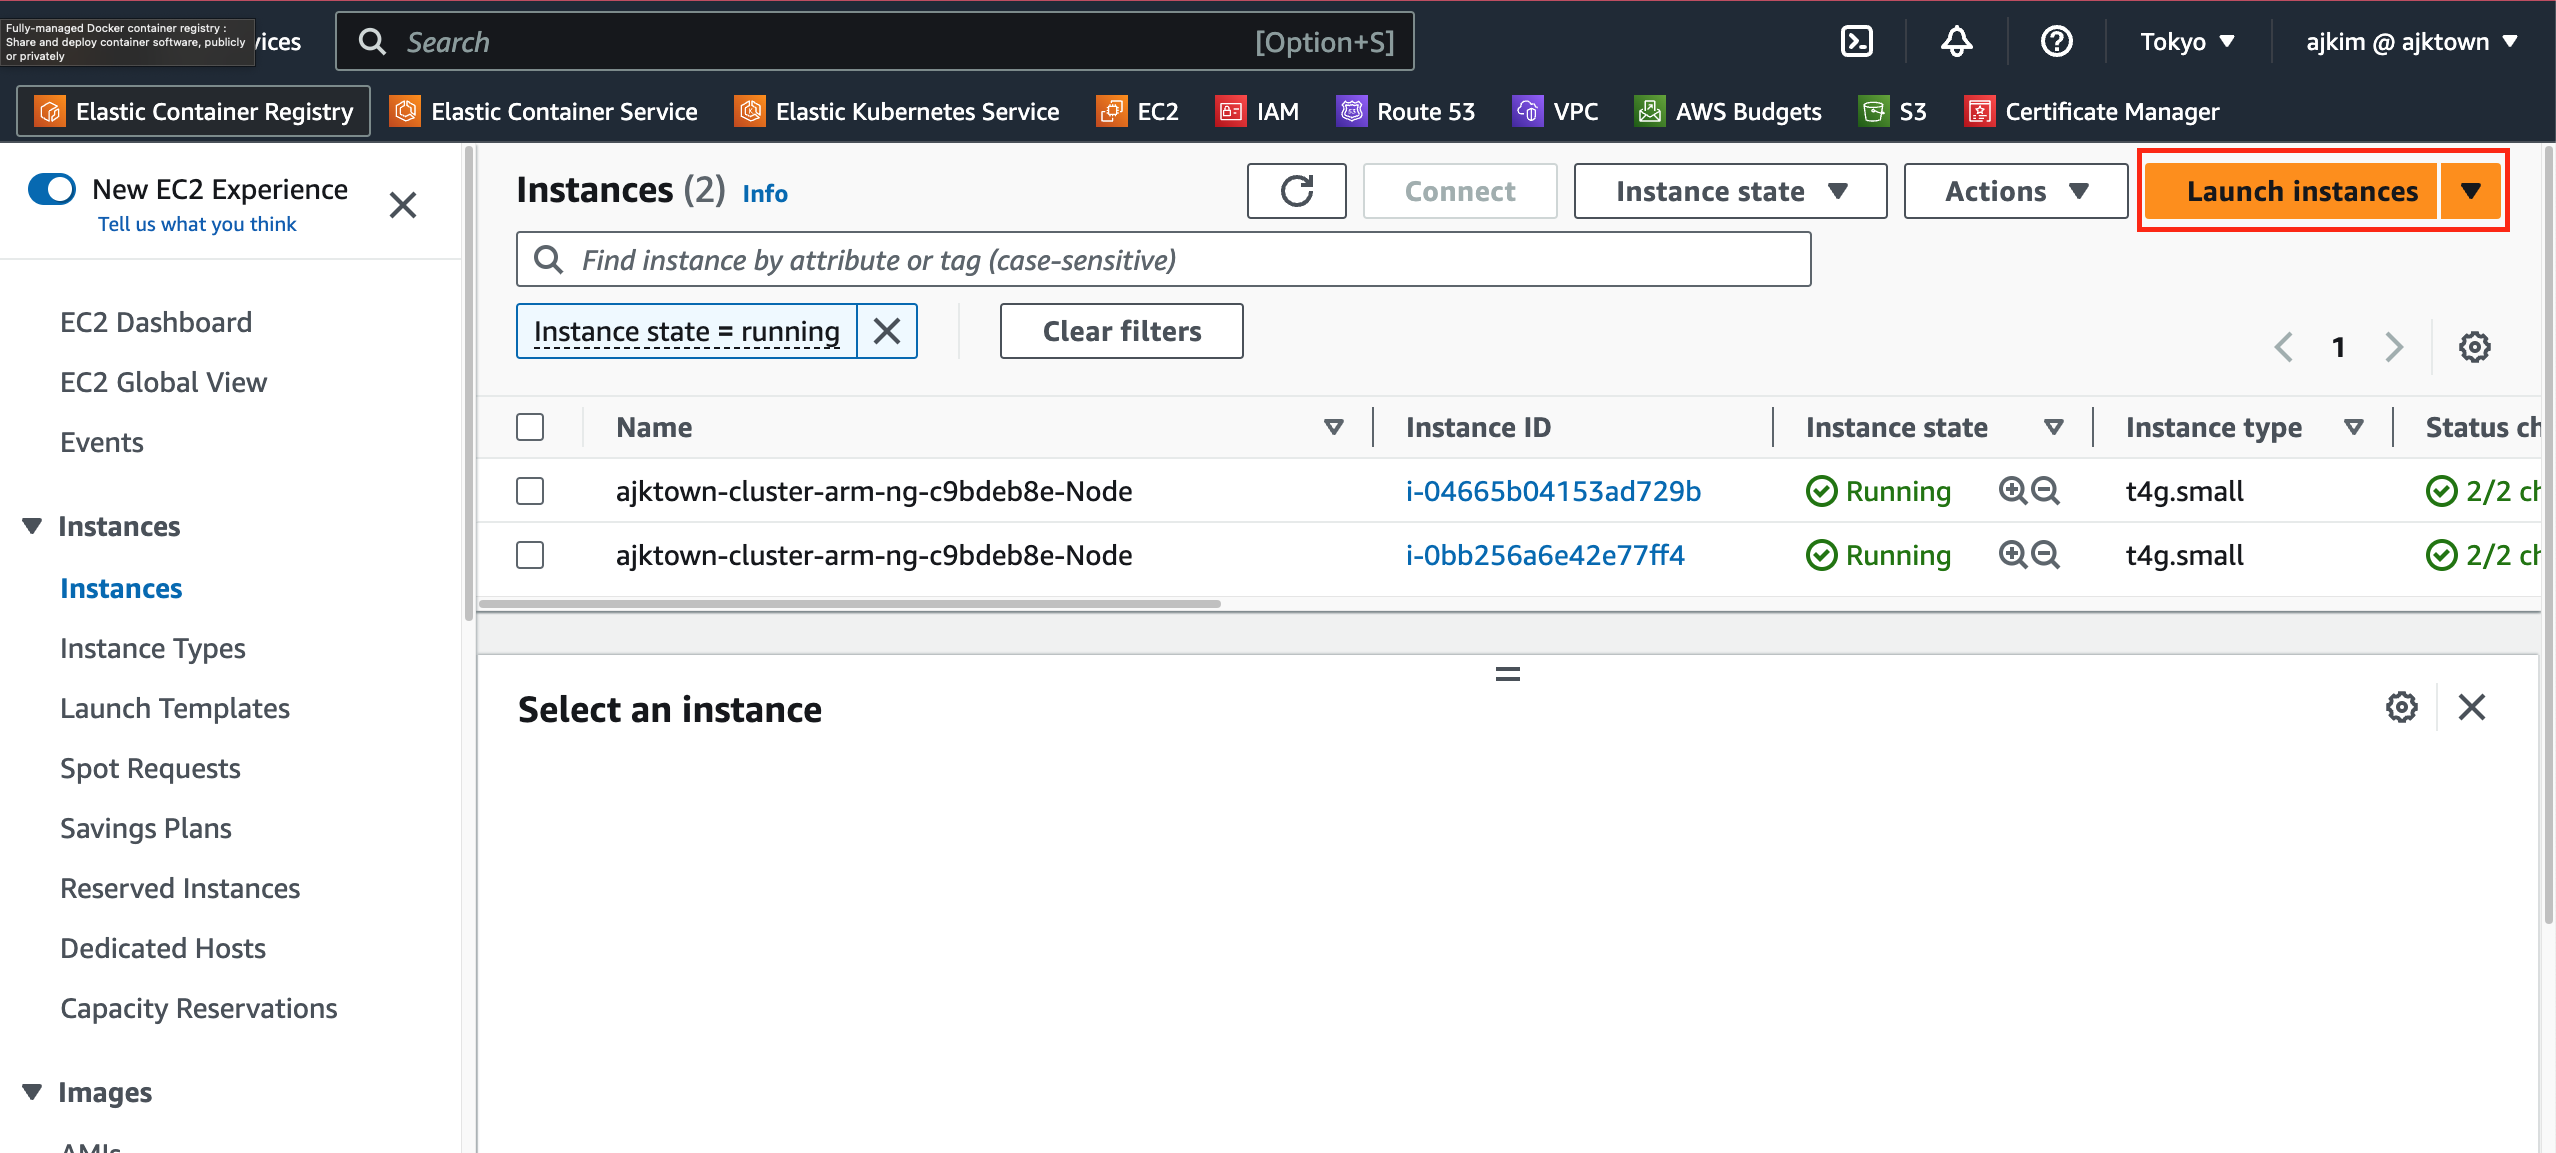 Fully-managed Docker container registry :
Share and deploy container software, publicly
or privately
vices
Search
[Option+S]
Tokyo
ajkim @ ajktown
Elastic Container Registry
Elastic Container Service
Elastic Kubernetes Service
EC2
IAM
Route 53
VPC
AWS Budgets
S3
Certificate Manager
New EC2 Experience
Tell us what you think
EC2 Dashboard
EC2 Global View
Events
Instances
Instances
Instance Types
Launch Templates
Spot Requests
Savings Plans
Reserved Instances
Dedicated Hosts
Capacity Reservations
Images
AMIs
Instances (2) Info
Connect
Instance state
Actions
Launch instances
Find instance by attribute or tag (case-sensitive)
Instance state = running
Clear filters
1
Name
Instance ID
Instance state
Instance type
Status ch
ajktown-cluster-arm-ng-c9bdeb8e-Node
i-04665b04153ad729b
Running
t4g.small
2/2 ch
ajktown-cluster-arm-ng-c9bdeb8e-Node
i-0bb256a6e42e77ff4
Running
t4g.small
2/2 ch
Select an instance